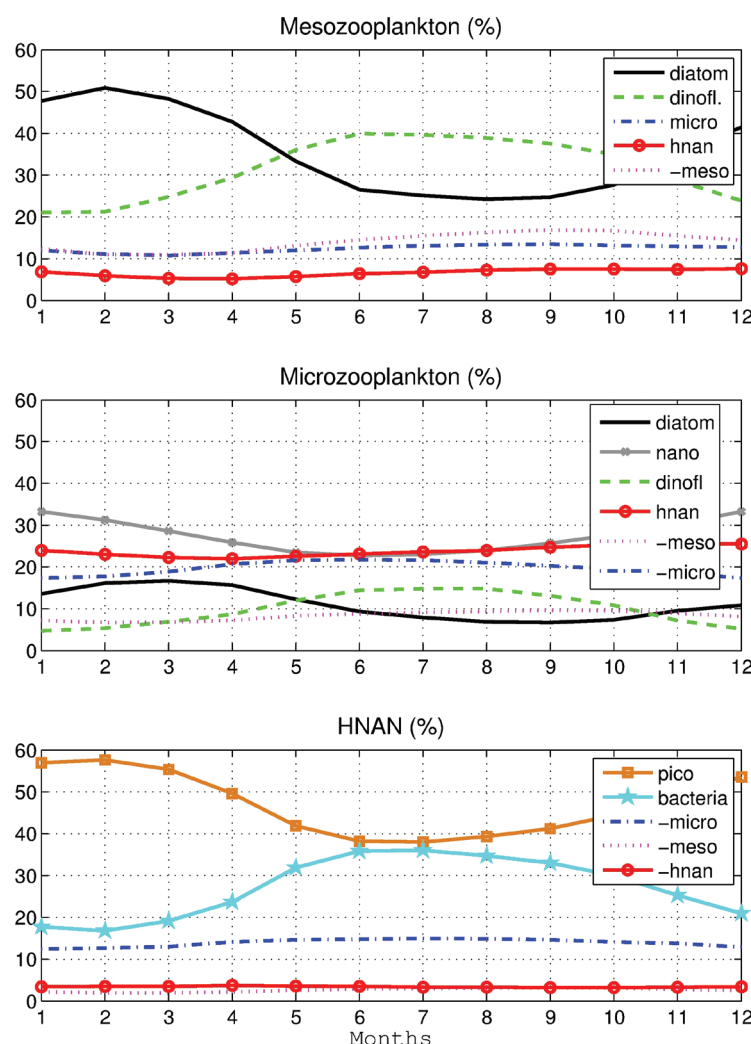 Mesozooplankton (%)
60
50
40
30
20
10
0
diatom
dinofl.
micro
hnan
-meso
1 2 3 4 5 6 7 8 9 10 11 12
Microzooplankton (%)
60
50
40
30
20
10
0
diatom
nano
dinofl
hnan
-meso
-micro
1 2 3 4 5 6 7 8 9 10 11 12
HNAN (%)
60
50
40
30
20
10
0
pico
bacteria
-micro
-meso
-hnan
1 2 3 4 5 6 7 8 9 10 11 12
Months